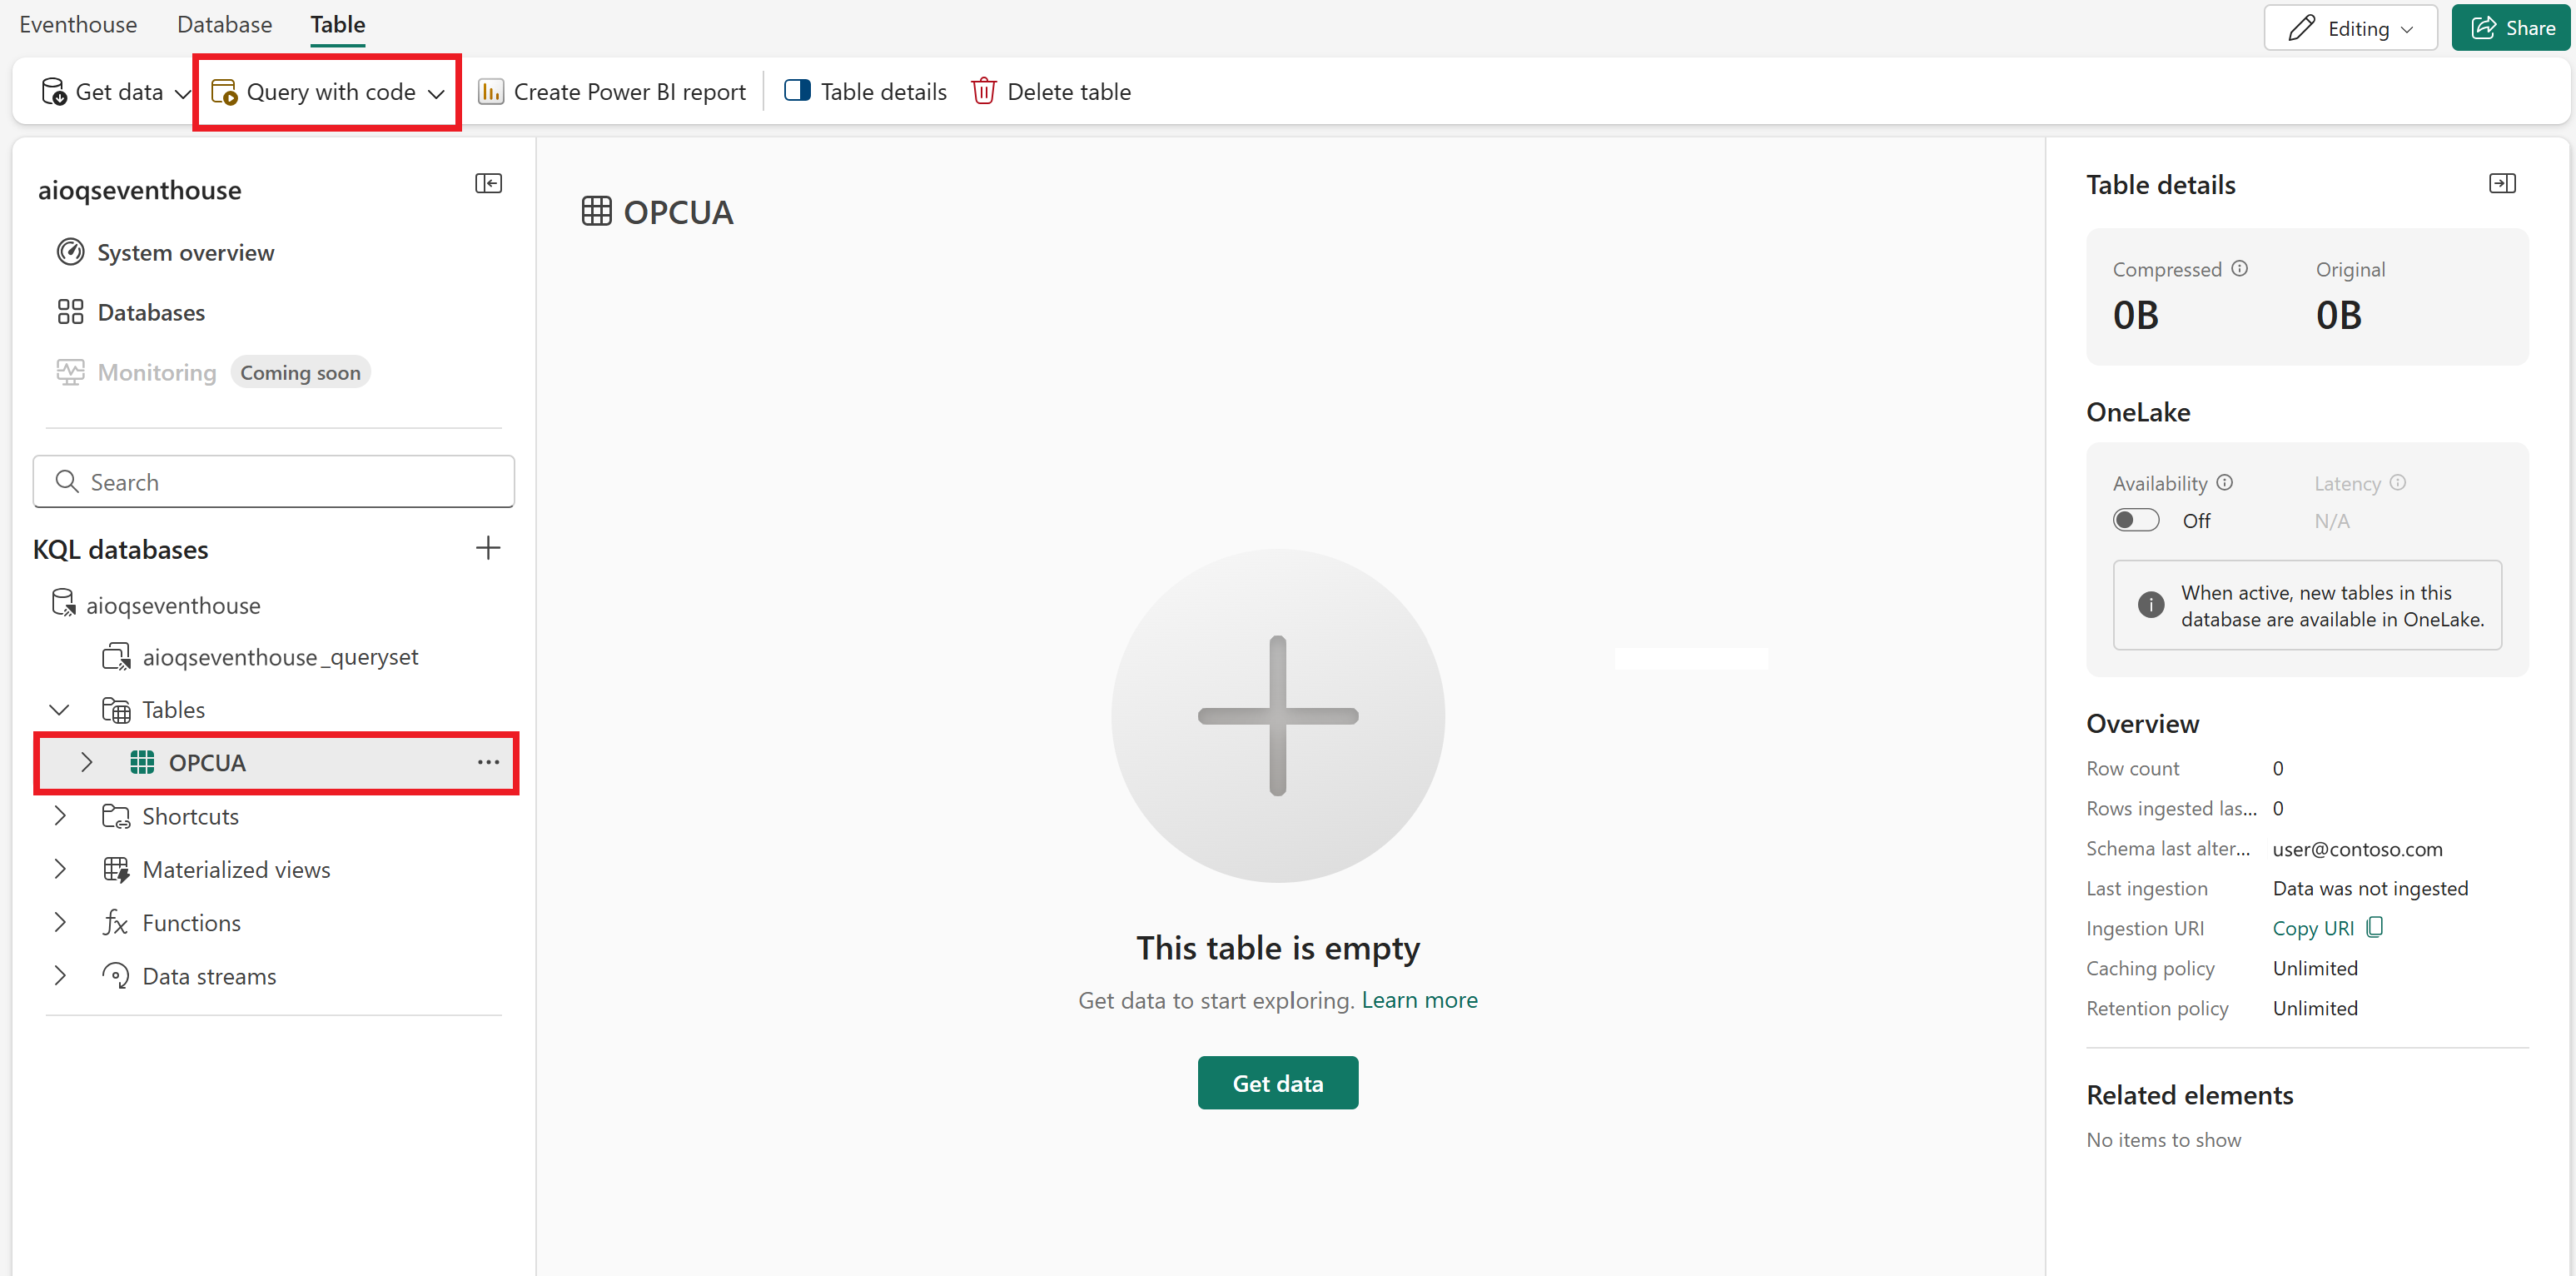 Eventhouse Database Table
Editing Share
Get data Query with code Create Power BI report Table details Delete table
aioqseventhouse
System overview
Databases
Monitoring Coming soon
Search
KQL databases
aioqseventhouse
aioqseventhouse_queryset
Tables
OPCUA
Shortcuts
Materialized views
Functions
Data streams
OPCUA
This table is empty
Get data to start exploring. Learn more
Get data
Table details
Compressed Original
0B 0B
OneLake
Availability Latency
Off N/A
When active, new tables in this
database are available in OneLake.
Overview
Row count 0
Rows ingested las... 0
Schema last alter... user@contoso.com
Last ingestion Data was not ingested
Ingestion URI Copy URI
Caching policy Unlimited
Retention policy Unlimited
Related elements
No items to show